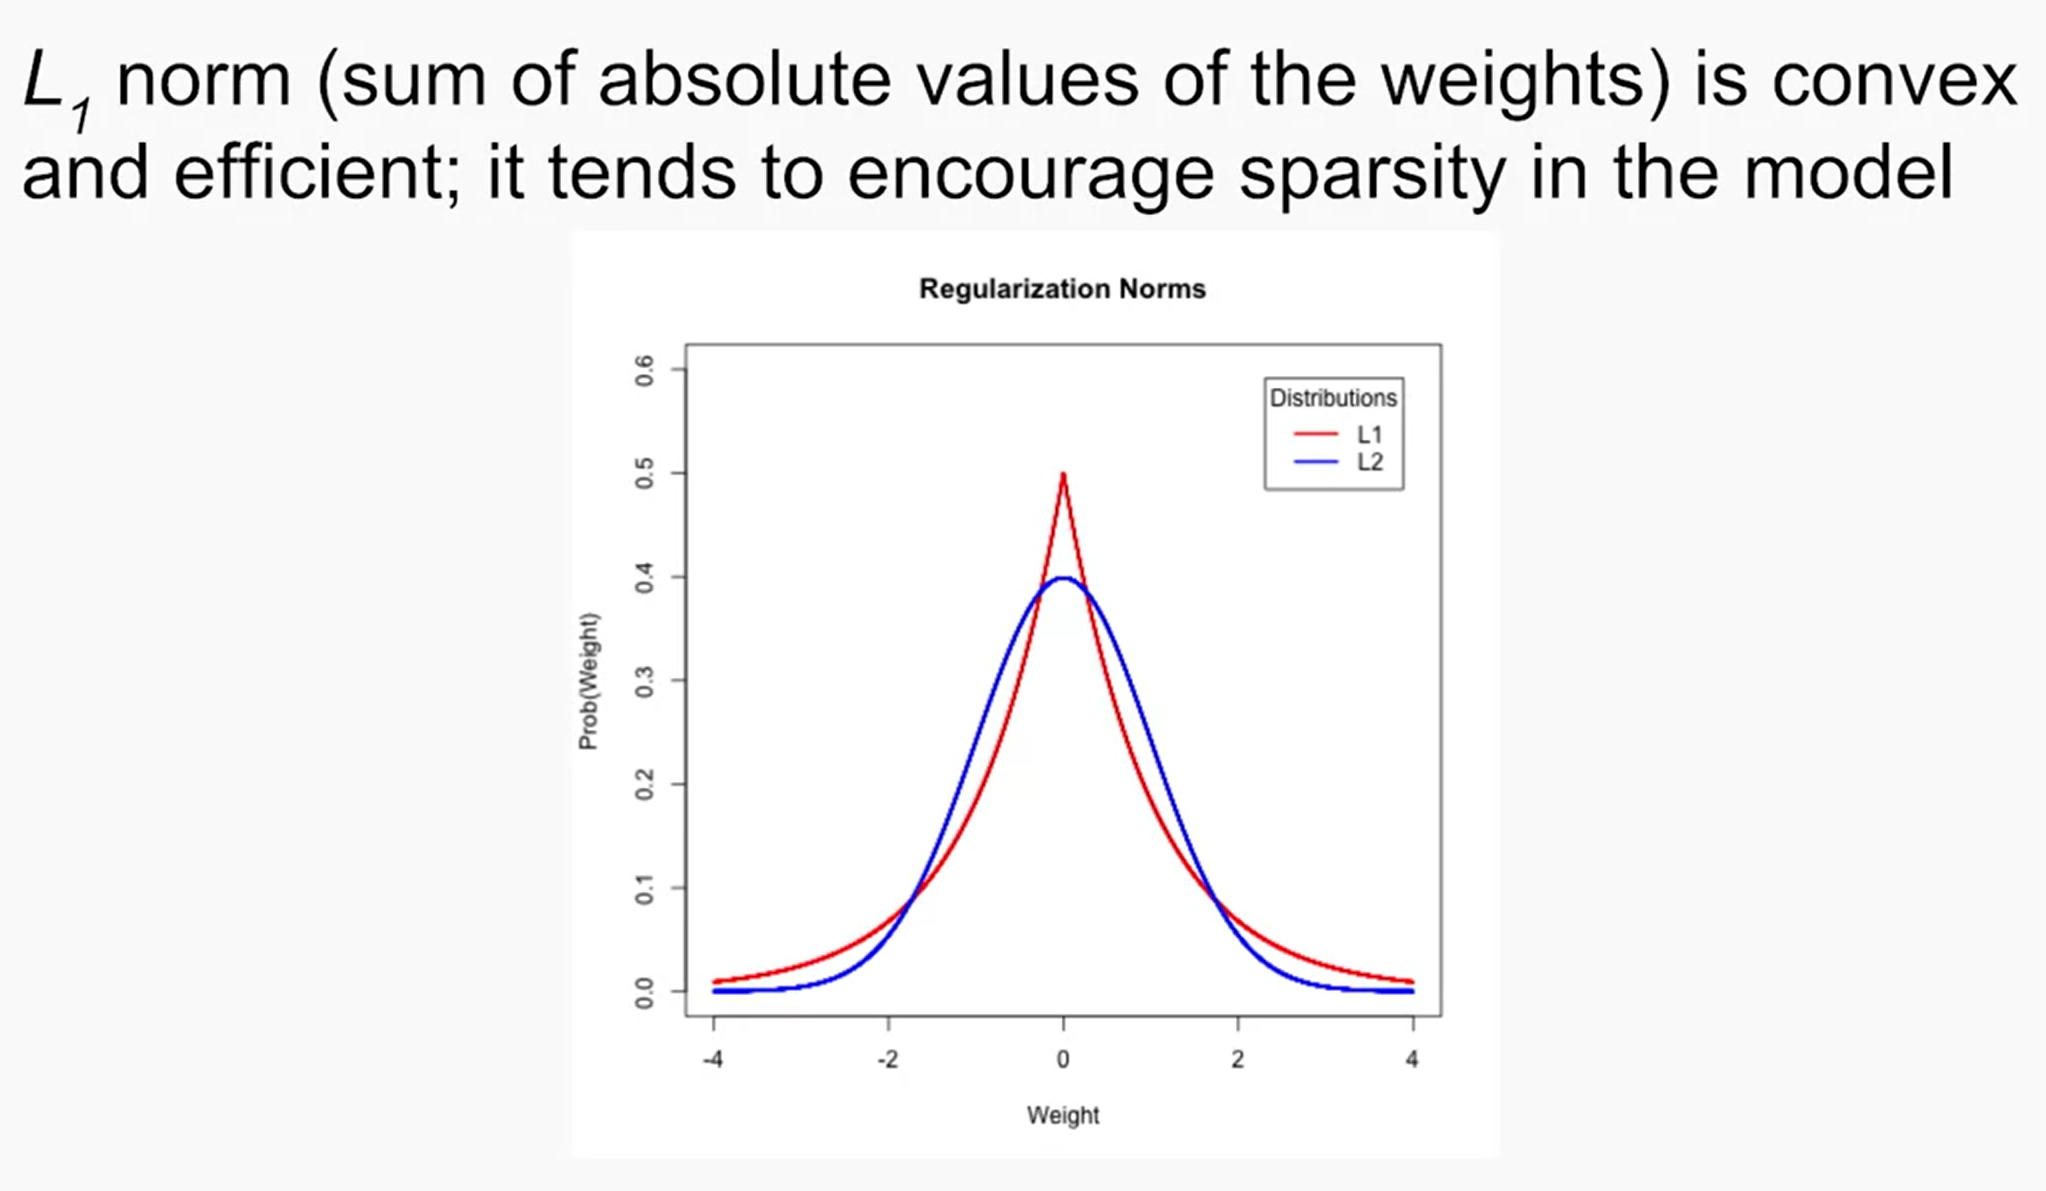 L1 norm (sum of absolute values of the weights) is convex
and efficient; it tends to encourage sparsity in the model
Regularization Norms
Distributions
L1
L2
Prob(Weight)
0.6
0.5
0.4
0.3
0.2
0.1
0.0
-4 -2 0 2 4
Weight